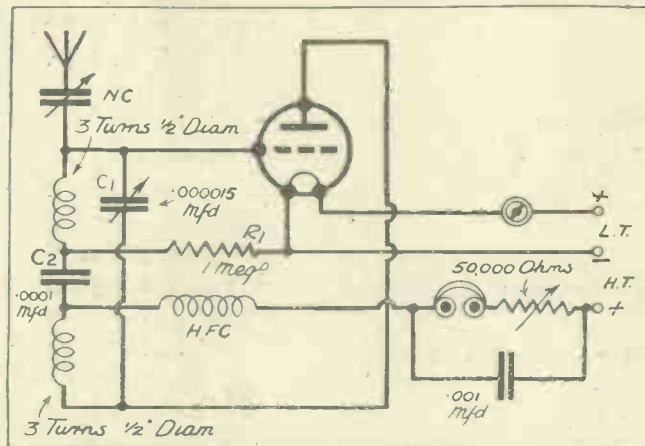 NC
3 Turns ½" Diam
C1
.000015
mfd
+
L.T.
R1
1 meg°
−
C2
.0001
mfd
50,000 Ohms
H.T.
+
HFC
.001
mfd
3 Turns ½" Diam